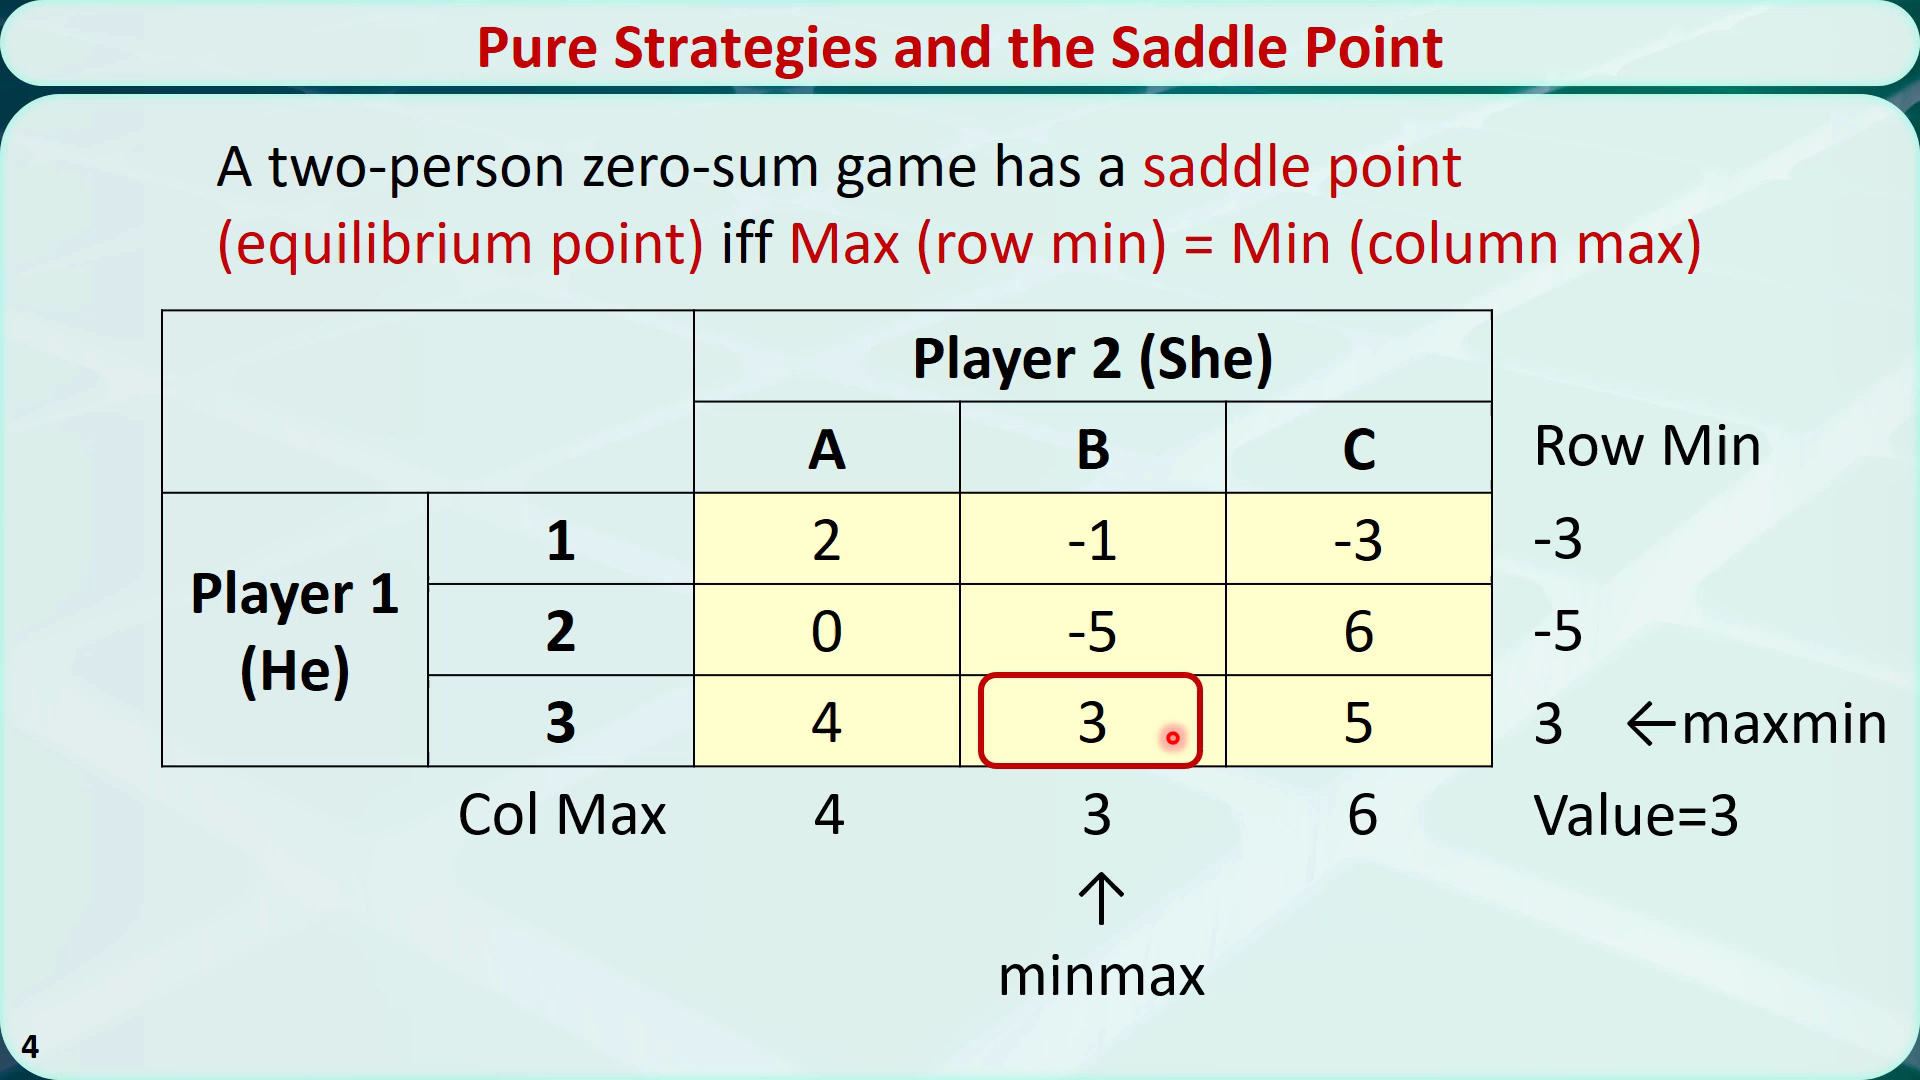 Pure Strategies and the Saddle Point
A two-person zero-sum game has a saddle point
(equilibrium point) iff Max (row min) = Min (column max)
Player 2 (She)
A B C Row Min
Player 1
(He)
1 2 -1 -3 -3
2 0 -5 6 -5
3 4 3 5 3 ←maxmin
Col Max 4 3 6 Value=3
↑
minmax
4